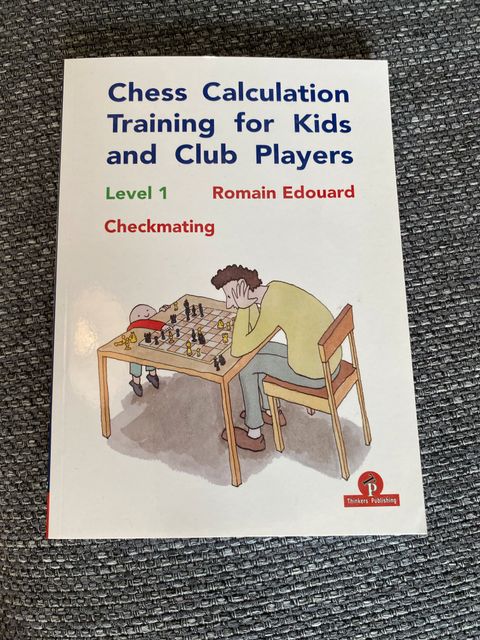 Chess Calculation
Training for Kids
and Club Players
Level 1 Romain Edouard
Checkmating
P
Thinkers Publishing